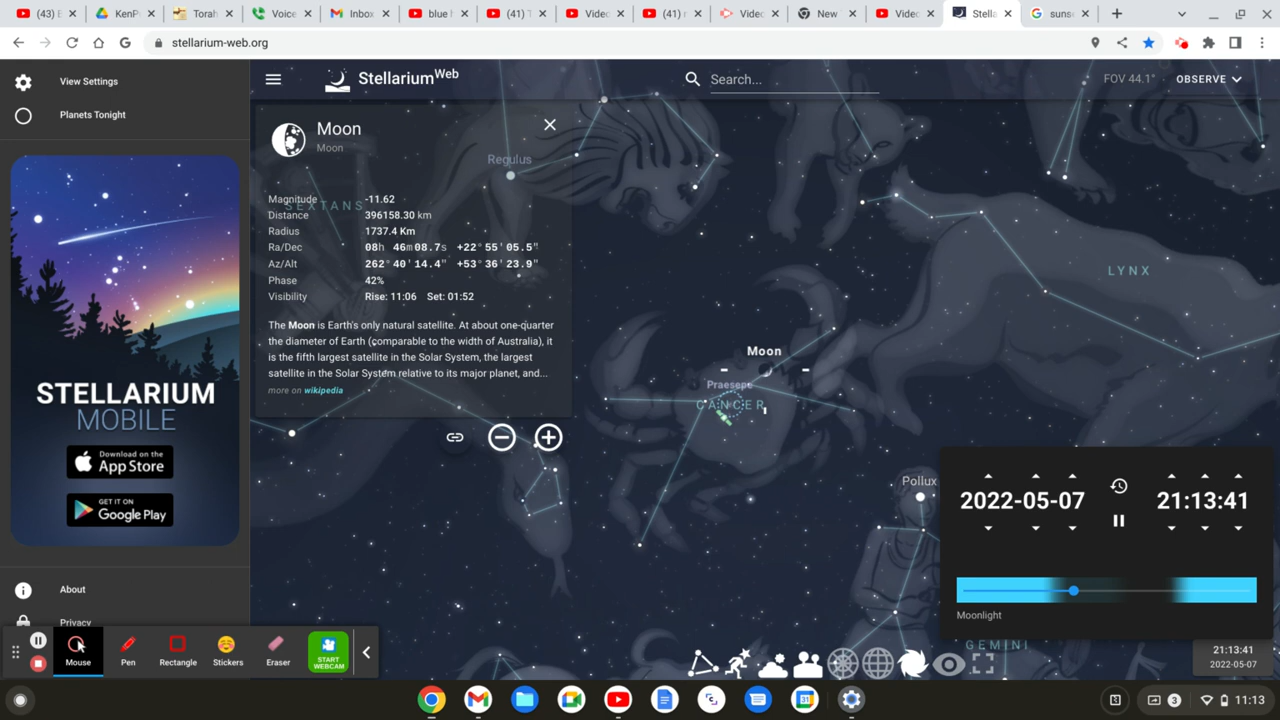 (43) E
KenP
Torah
Voice
Inbox
blue h
(41) T
Video
(41) r
Video
New
Video
Stella
suns
stellarium-web.org
View Settings
Planets Tonight
Stellarium Web
Search...
FOV 44.1°
OBSERVE
Moon
Moon
Magnitude -11.62
Distance 396158.30 km
Radius 1737.4 Km
Ra/Dec 08h 46m08.7s +22°55'05.5"
Az/Alt 262°40'14.4" +53°36'23.9"
Phase 42%
Visibility Rise: 11:06 Set: 01:52
The Moon is Earth's only natural satellite. At about one-quarter
the diameter of Earth (comparable to the width of Australia), it
is the fifth largest satellite in the Solar System, the largest
satellite in the Solar System relative to its major planet, and...
more on wikipedia
Regulus
SEXTANS
LYNX
Moon
Praesepe
CANCER
Pollux
GEMINI
STELLARIUM
MOBILE
Download on the
App Store
GET IT ON
Google Play
About
Privacy
2022-05-07
21:13:41
Moonlight
21:13:41
2022-05-07
Mouse
Pen
Rectangle
Stickers
Eraser
START
WEBCAM
3
11:13